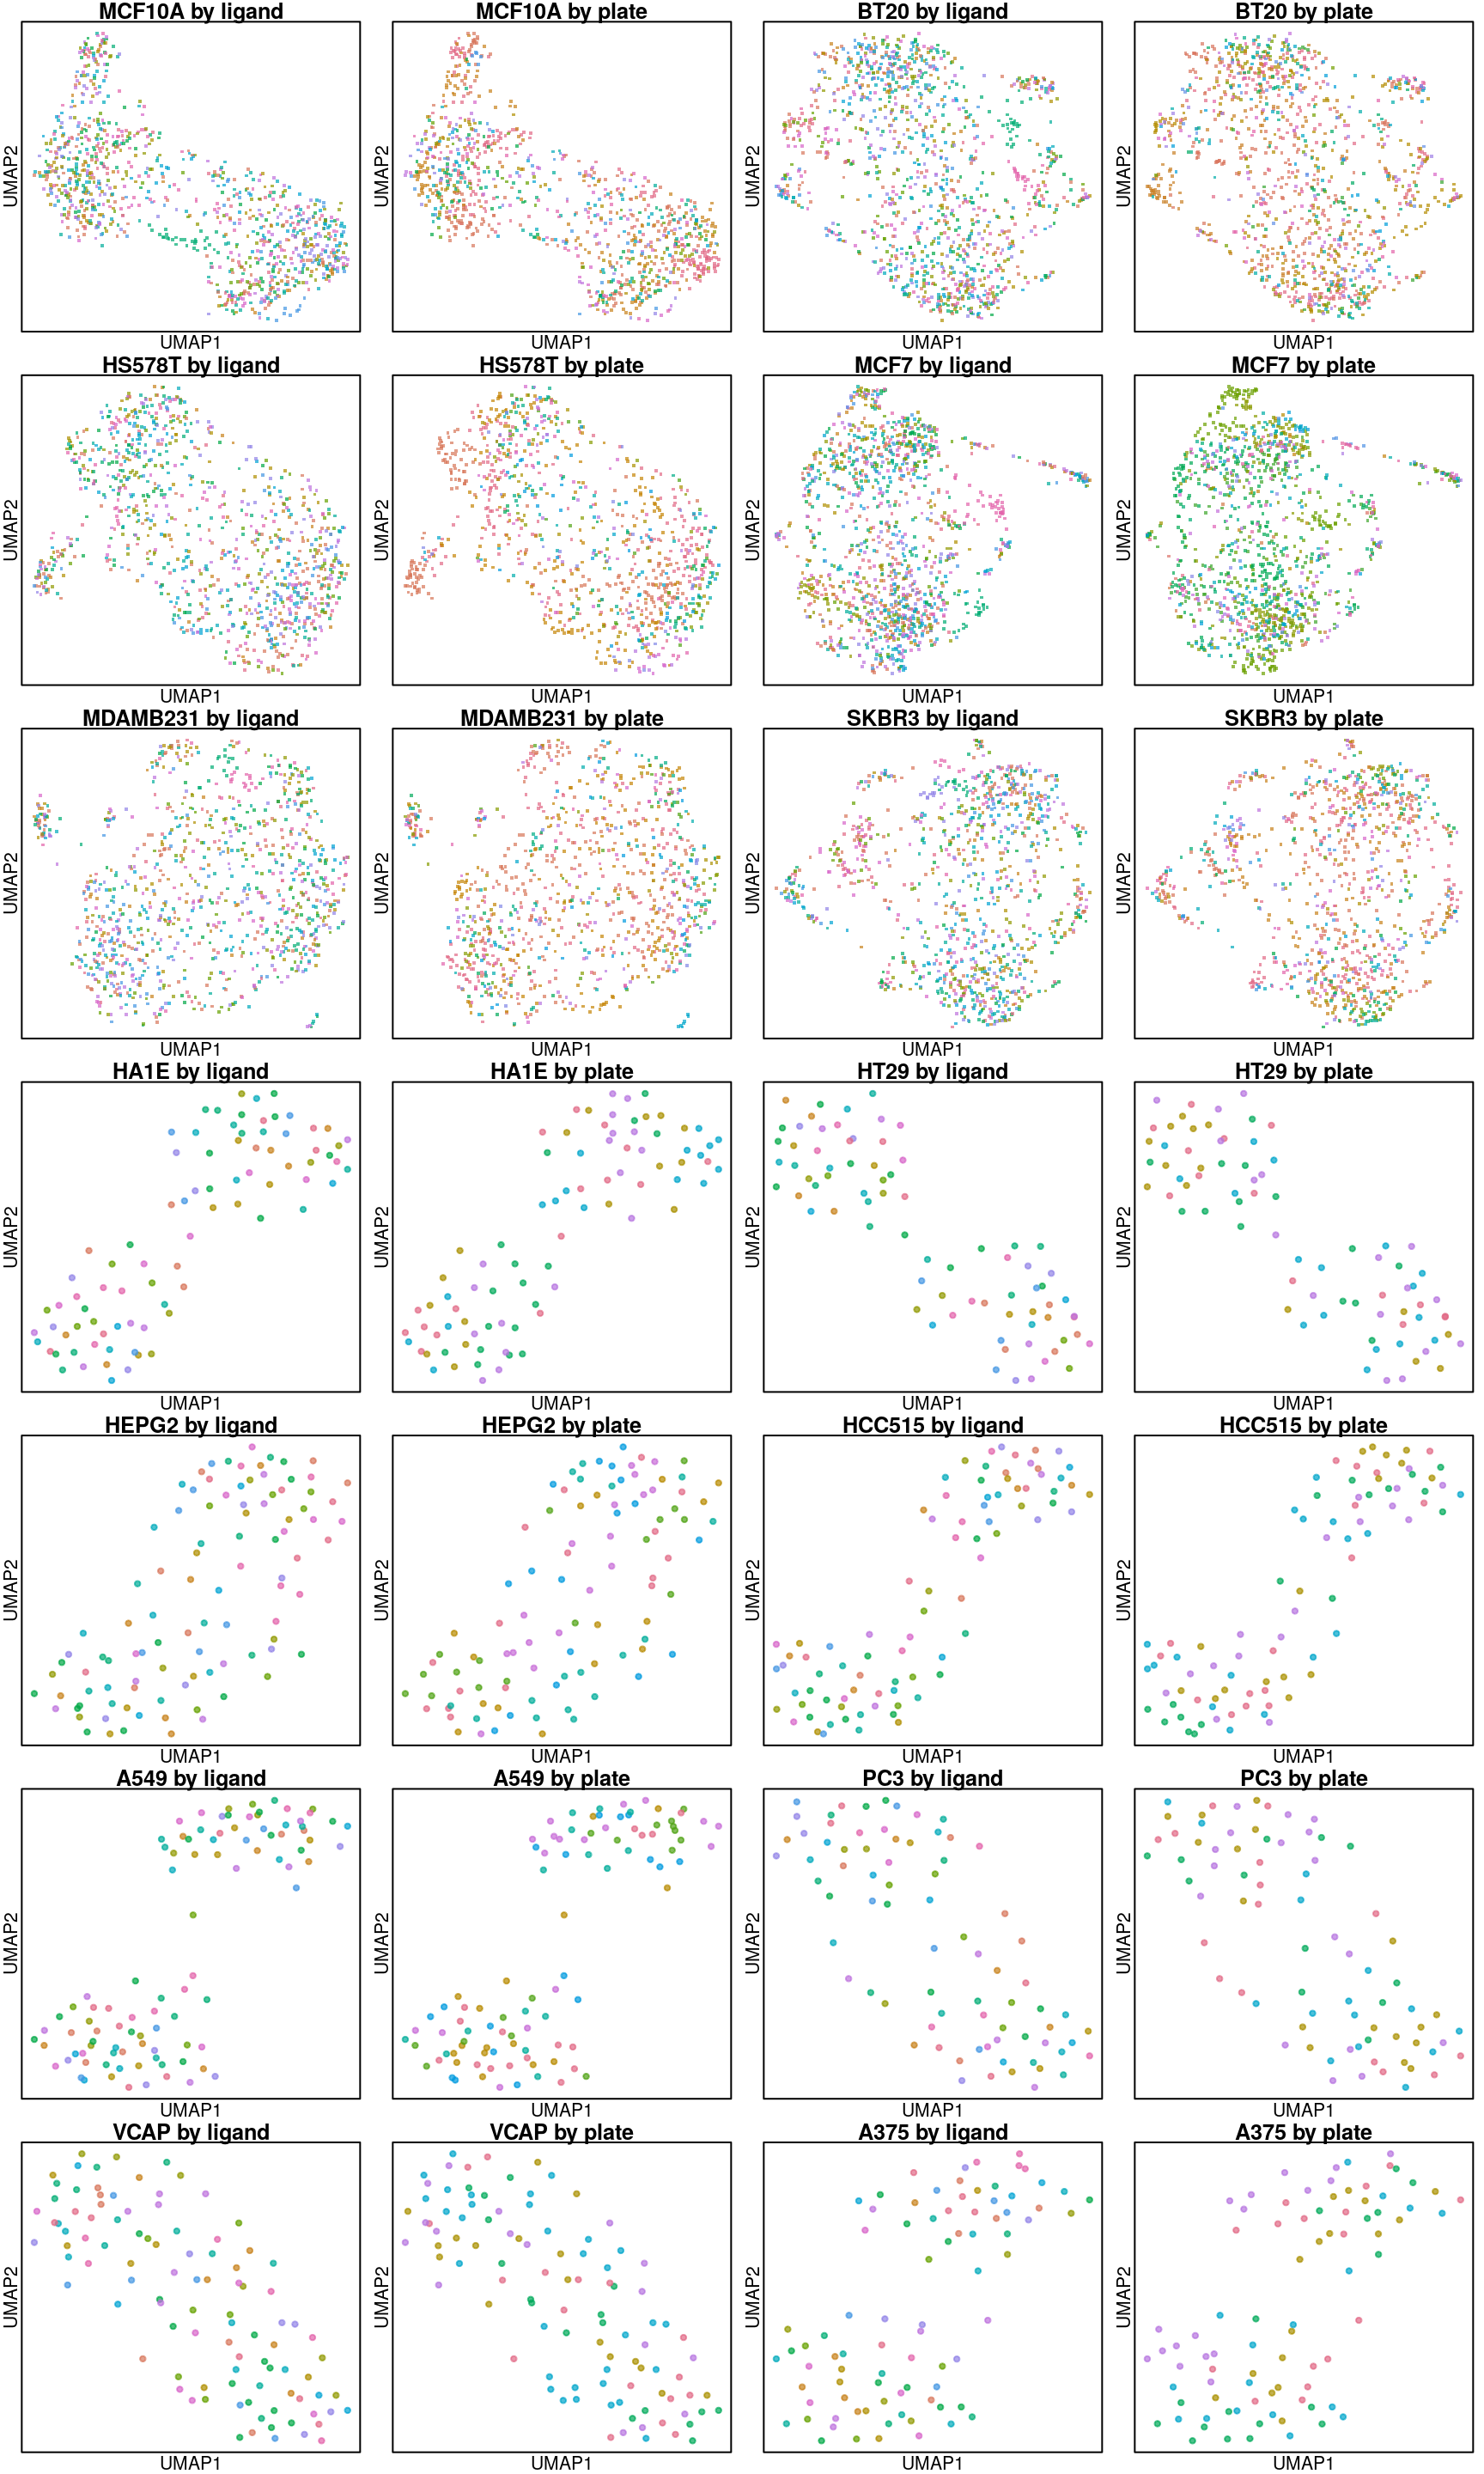 MCF10A by ligand
MCF10A by plate
BT20 by ligand
BT20 by plate
UMAP2
UMAP2
UMAP2
UMAP2
UMAP1
UMAP1
UMAP1
UMAP1
HS578T by ligand
HS578T by plate
MCF7 by ligand
MCF7 by plate
UMAP2
UMAP2
UMAP2
UMAP2
UMAP1
UMAP1
UMAP1
UMAP1
MDAMB231 by ligand
MDAMB231 by plate
SKBR3 by ligand
SKBR3 by plate
UMAP2
UMAP2
UMAP2
UMAP2
UMAP1
UMAP1
UMAP1
UMAP1
HA1E by ligand
HA1E by plate
HT29 by ligand
HT29 by plate
UMAP2
UMAP2
UMAP2
UMAP2
UMAP1
UMAP1
UMAP1
UMAP1
HEPG2 by ligand
HEPG2 by plate
HCC515 by ligand
HCC515 by plate
UMAP2
UMAP2
UMAP2
UMAP2
UMAP1
UMAP1
UMAP1
UMAP1
A549 by ligand
A549 by plate
PC3 by ligand
PC3 by plate
UMAP2
UMAP2
UMAP2
UMAP2
UMAP1
UMAP1
UMAP1
UMAP1
VCAP by ligand
VCAP by plate
A375 by ligand
A375 by plate
UMAP2
UMAP2
UMAP2
UMAP2
UMAP1
UMAP1
UMAP1
UMAP1